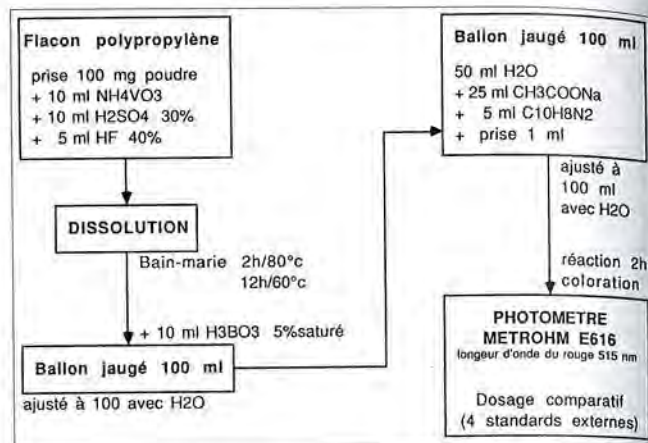 Flacon polypropylène
prise 100 mg poudre
+ 10 ml NH4VO3
+ 10 ml H2SO4 30%
+ 5 ml HF 40%
DISSOLUTION
Bain-marie 2h/80°c
12h/60°c
+ 10 ml H3BO3 5%saturé
Ballon jaugé 100 ml
ajusté à 100 avec H2O
Ballon jaugé 100 ml
50 ml H2O
+ 25 ml CH3COONa
+ 5 ml C10H8N2
+ prise 1 ml
ajusté à
100 ml
avec H2O
réaction 2h
coloration
PHOTOMETRE
METROHM E616
longeur d'onde du rouge 515 nm
Dosage comparatif
(4 standards externes)